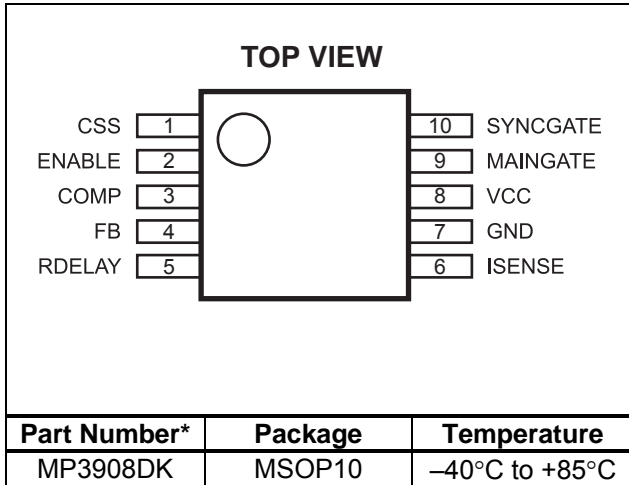 TOP VIEW
CSS 1 10 SYNCGATE
ENABLE 2 9 MAINGATE
COMP 3 8 VCC
FB 4 7 GND
RDELAY 5 6 ISENSE
Part Number* Package Temperature
MP3908DK MSOP10 –40°C to +85°C